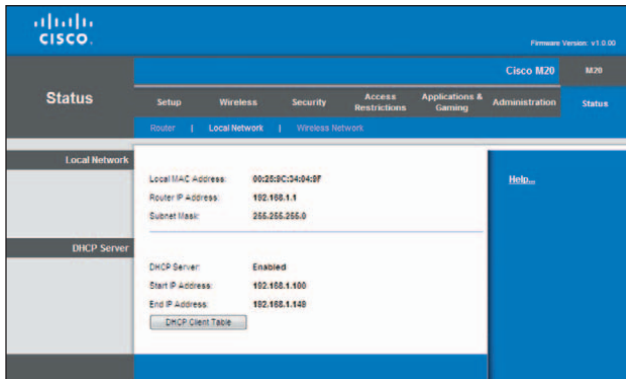 CISCO.
Firmware Version: v1.0.00
Cisco M20
M20
Status
Setup
Wireless
Security
Access Restrictions
Applications & Gaming
Administration
Status
Router | Local Network | Wireless Network
Local Network
Local MAC Address: 00:25:9C:34:04:9F
Router IP Address: 192.168.1.1
Subnet Mask: 255.255.255.0
Help...
DHCP Server
DHCP Server: Enabled
Start IP Address: 192.168.1.100
End IP Address: 192.168.1.149
DHCP Client Table